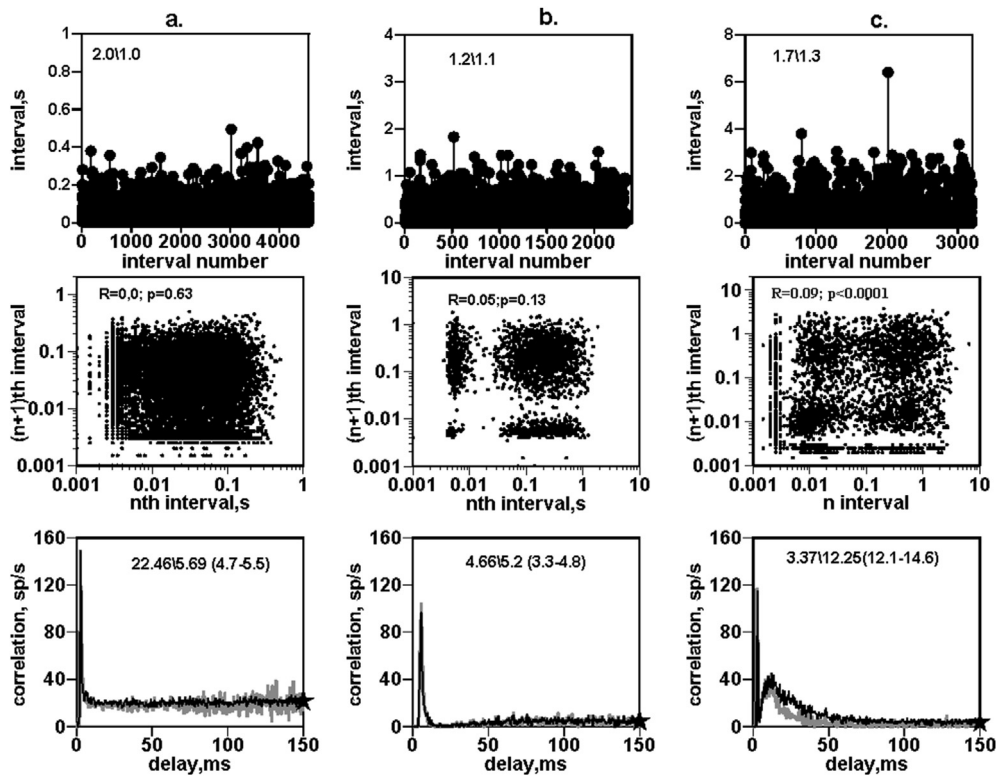 a.
b.
c.
2.0\1.0
1.2\1.1
1.7\1.3
interval,s
1
0.8
0.6
0.4
0.2
0
0 1000 2000 3000 4000
interval number
interval,s
4
3
2
1
0
0 500 1000 1500 2000
interval number
interval,s
8
6
4
2
0
0 1000 2000 3000
interval number
R=0,0; p=0.63
(n+1)th interval
1
0.1
0.01
0.001
0.001 0.01 0.1 1
nth interval,s
R=0.05;p=0.13
(n+1)th imterval
10
1
0.1
0.01
0.001
0.001 0.01 0.1 1 10
nth interval,s
R=0.09; p<0.0001
(n+1)th imterval
10
1
0.1
0.01
0.001
0.001 0.01 0.1 1 10
n interval
22.46\5.69 (4.7-5.5)
correlation, sp/s
160
120
80
40
0
0 50 100 150
delay,ms
4.66\5.2 (3.3-4.8)
correlation, sp/s
160
120
80
40
0
0 50 100 150
delay,ms
3.37\12.25(12.1-14.6)
correlation, sp/s
160
120
80
40
0
0 50 100 150
delay,ms